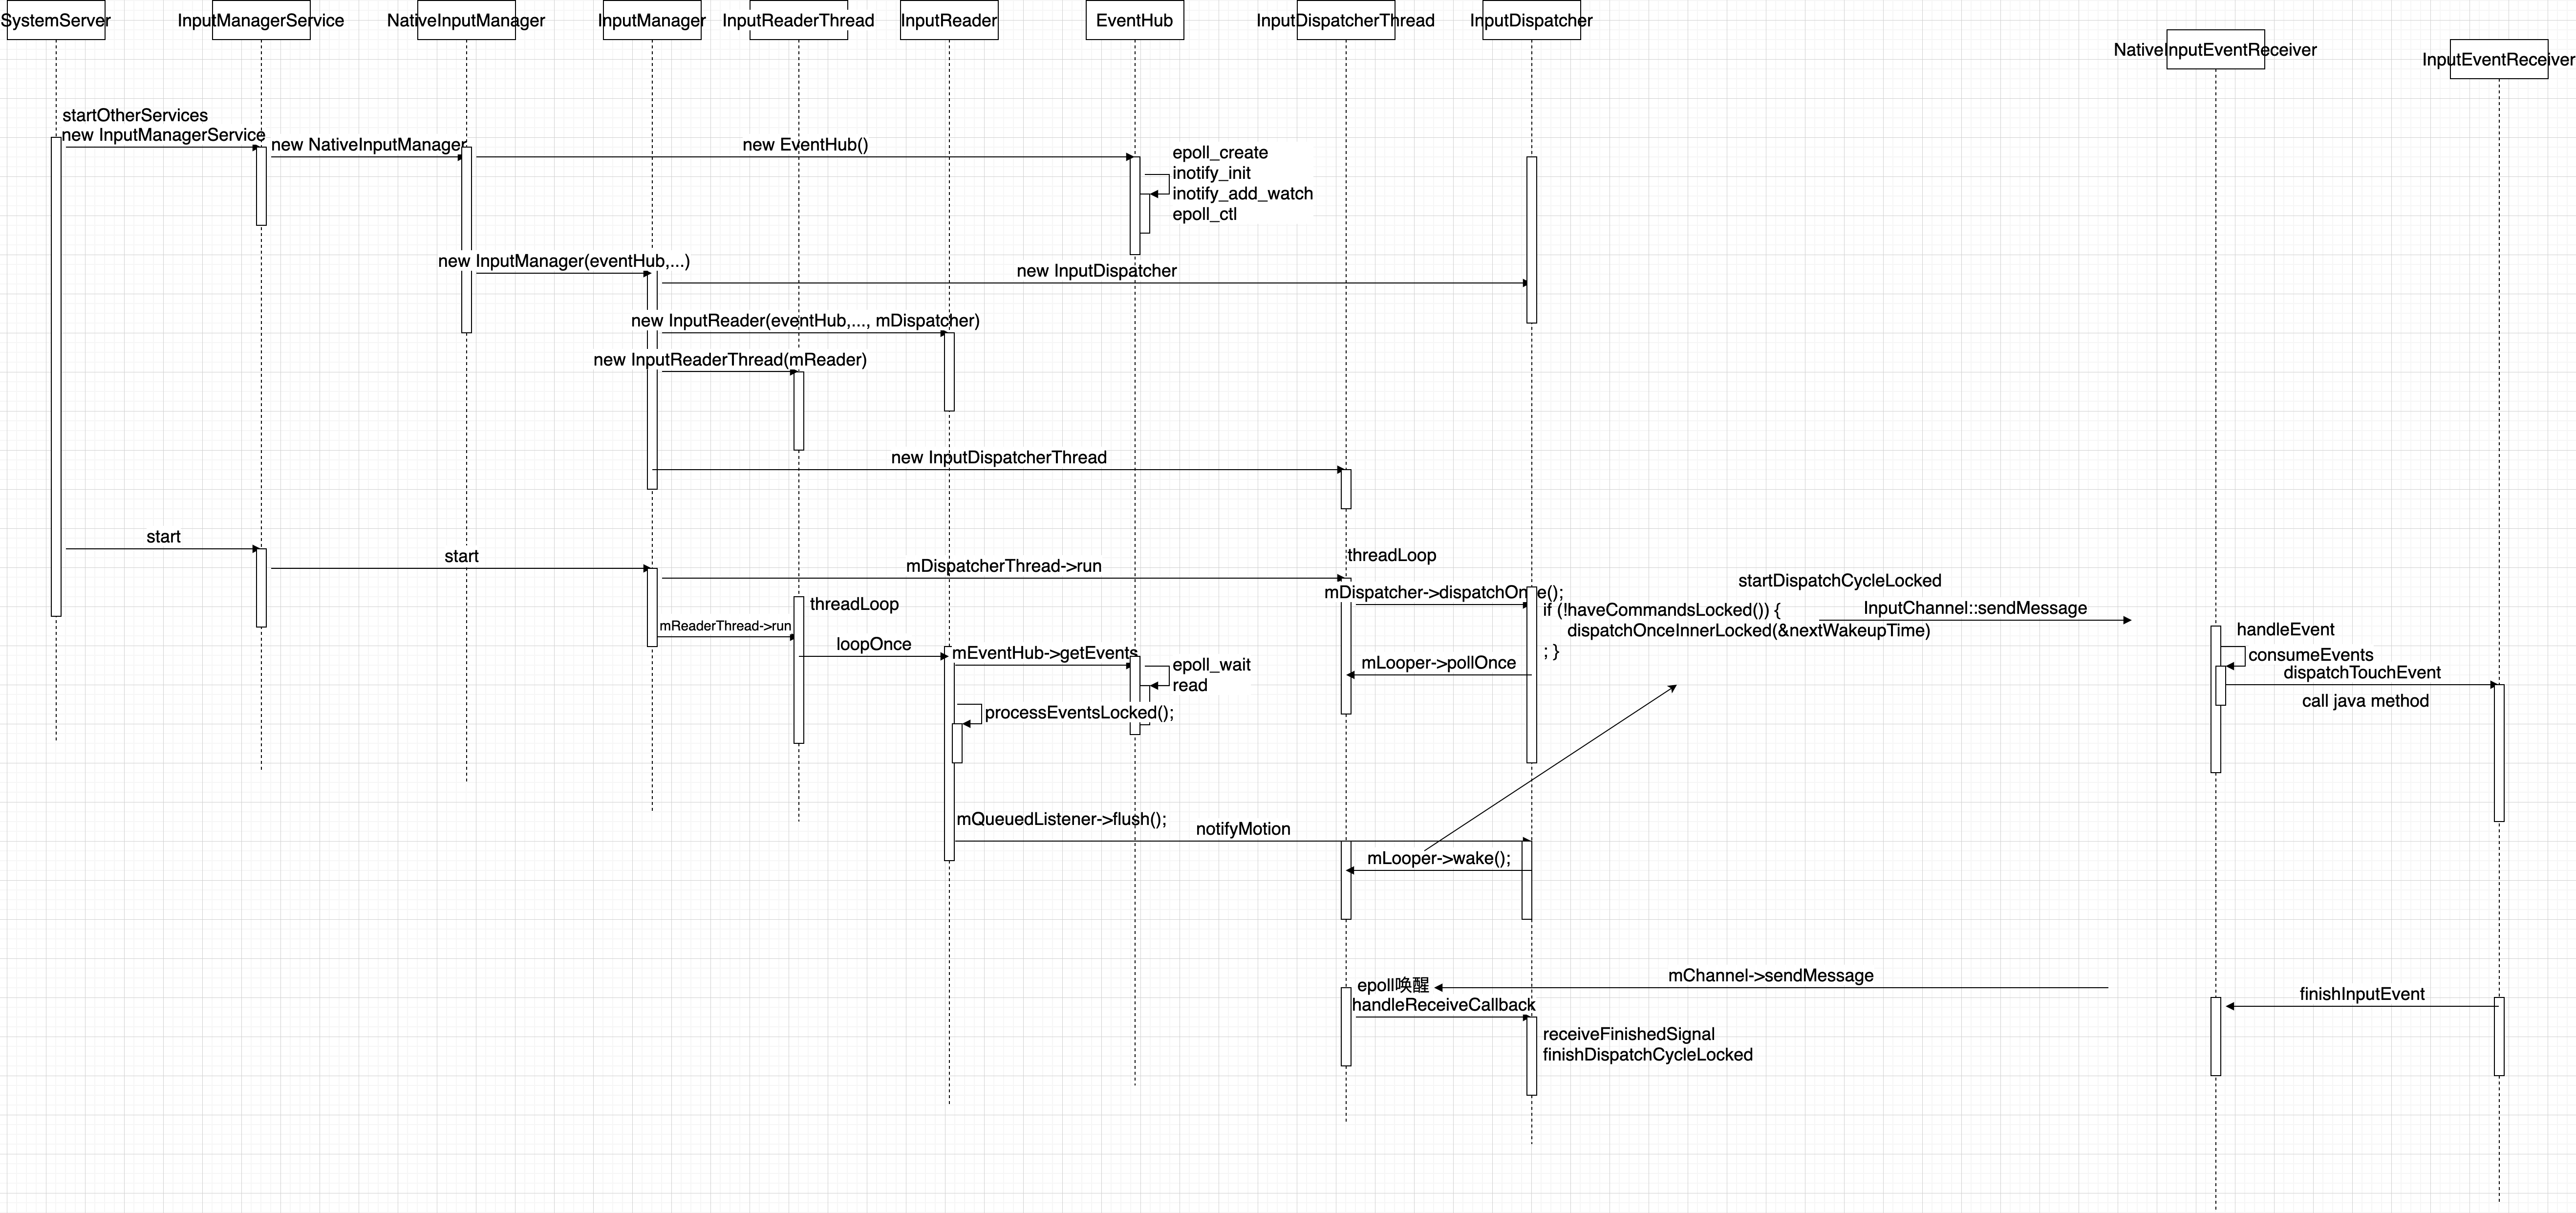 SystemServer
InputManagerService
NativeInputManager
InputManager
InputReaderThread
InputReader
EventHub
InputDispatcherThread
InputDispatcher
NativeInputEventReceiver
InputEventReceiver
startOtherServices
new InputManagerService
new NativeInputManager
new EventHub()
epoll_create
inotify_init
inotify_add_watch
epoll_ctl
new InputManager(eventHub,...)
new InputDispatcher
new InputReader(eventHub,..., mDispatcher)
new InputReaderThread(mReader)
new InputDispatcherThread
start
start
mDispatcherThread->run
threadLoop
mDispatcher->dispatchOnce();
startDispatchCycleLocked
InputChannel::sendMessage
if (!haveCommandsLocked()) {
dispatchOnceInnerLocked(&nextWakeupTime)
; }
threadLoop
mReaderThread->run
loopOnce
mEventHub->getEvents
epoll_wait
read
mLooper->pollOnce
handleEvent
consumeEvents
dispatchTouchEvent
call java method
processEventsLocked();
mQueuedListener->flush();
notifyMotion
mLooper->wake();
mChannel->sendMessage
epoll唤醒
handleReceiveCallback
finishInputEvent
receiveFinishedSignal
finishDispatchCycleLocked